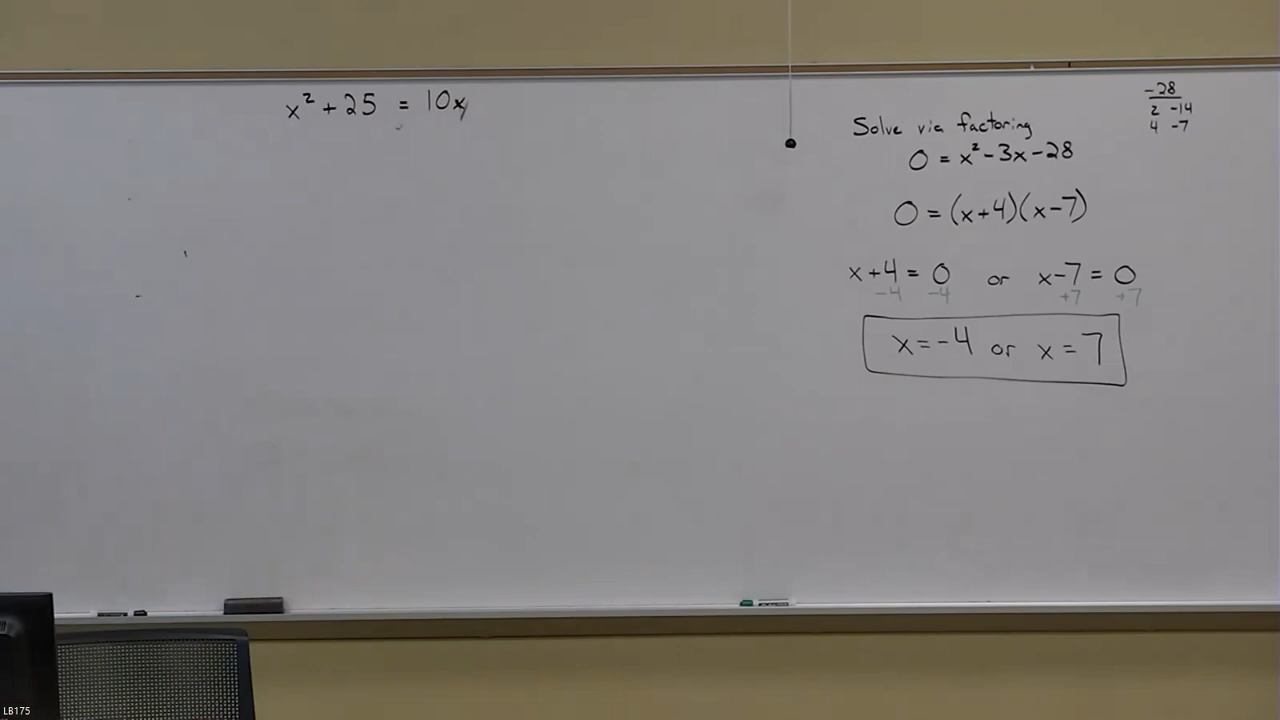 x² + 25 = 10x
Solve via factoring
0 = x² - 3x - 28
0 = (x+4)(x-7)
x+4 = 0 or x-7 = 0
-4 -4 +7 +7
x = -4 or x = 7
-28
2 -14
4 -7
LB175